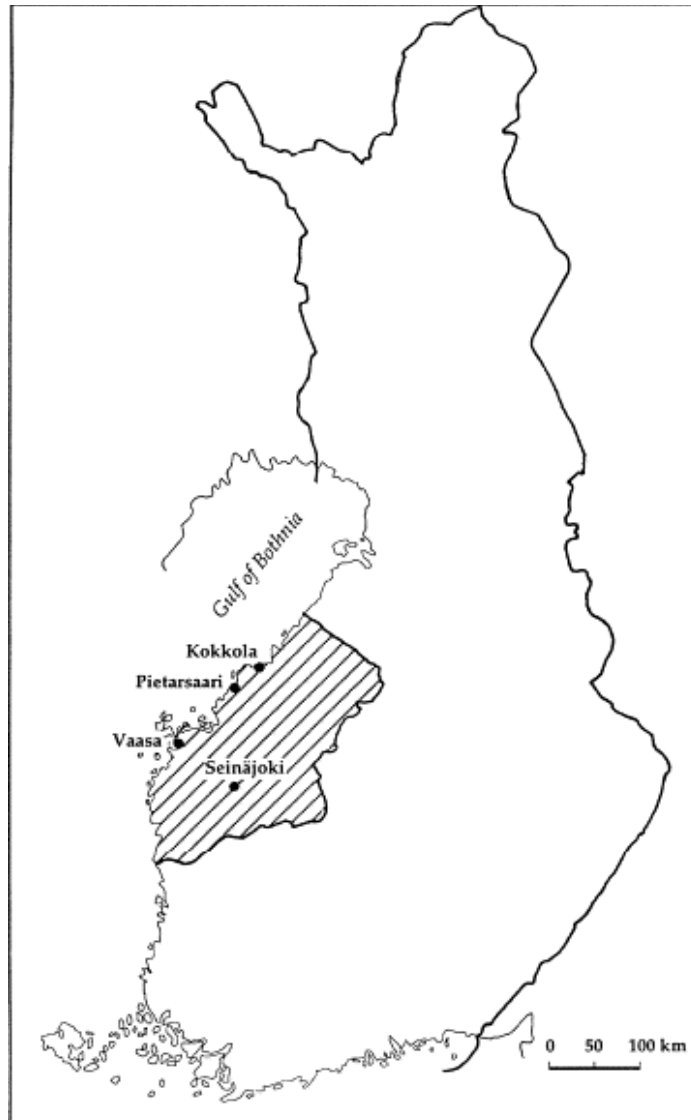 Gulf of Bothnia
Kokkola
Pietarsaari
Vaasa
Seinäjoki
0 50 100 km